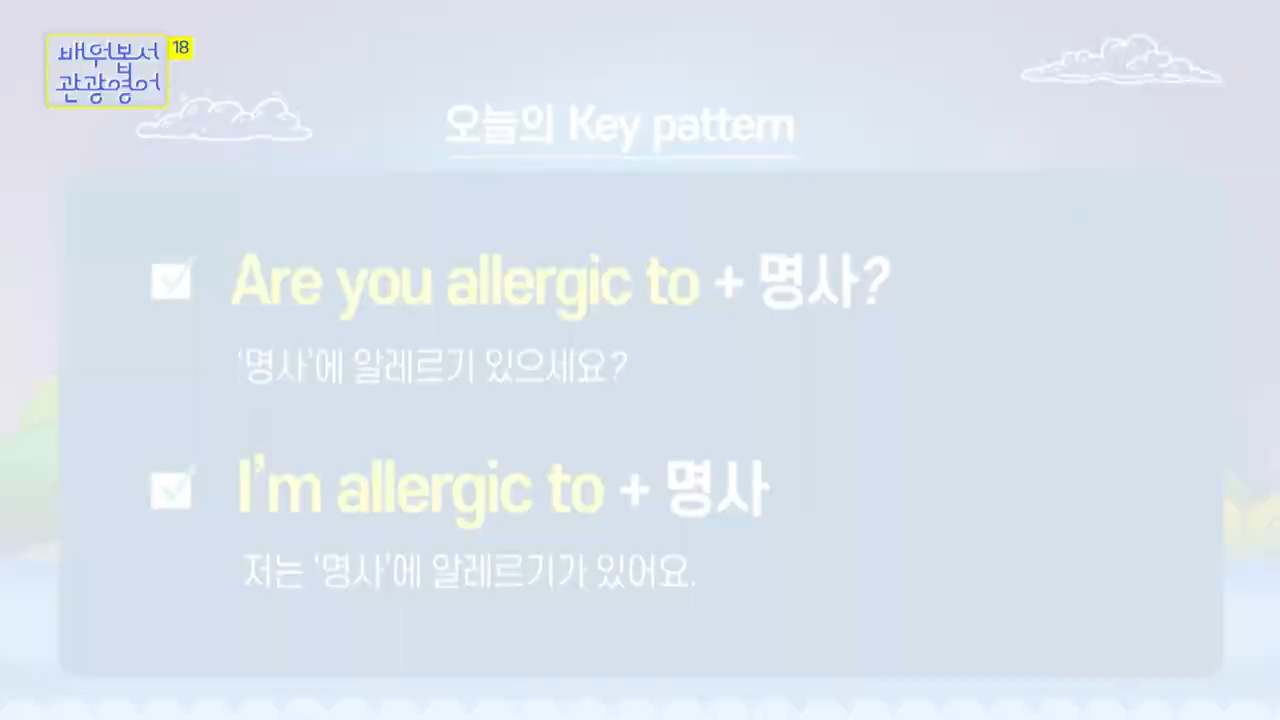 배워봅서
관광영어
18
오늘의 Key pattern
Are you allergic to + 명사?
'명사'에 알레르기 있으세요?
I'm allergic to + 명사
저는 '명사'에 알레르기가 있어요.